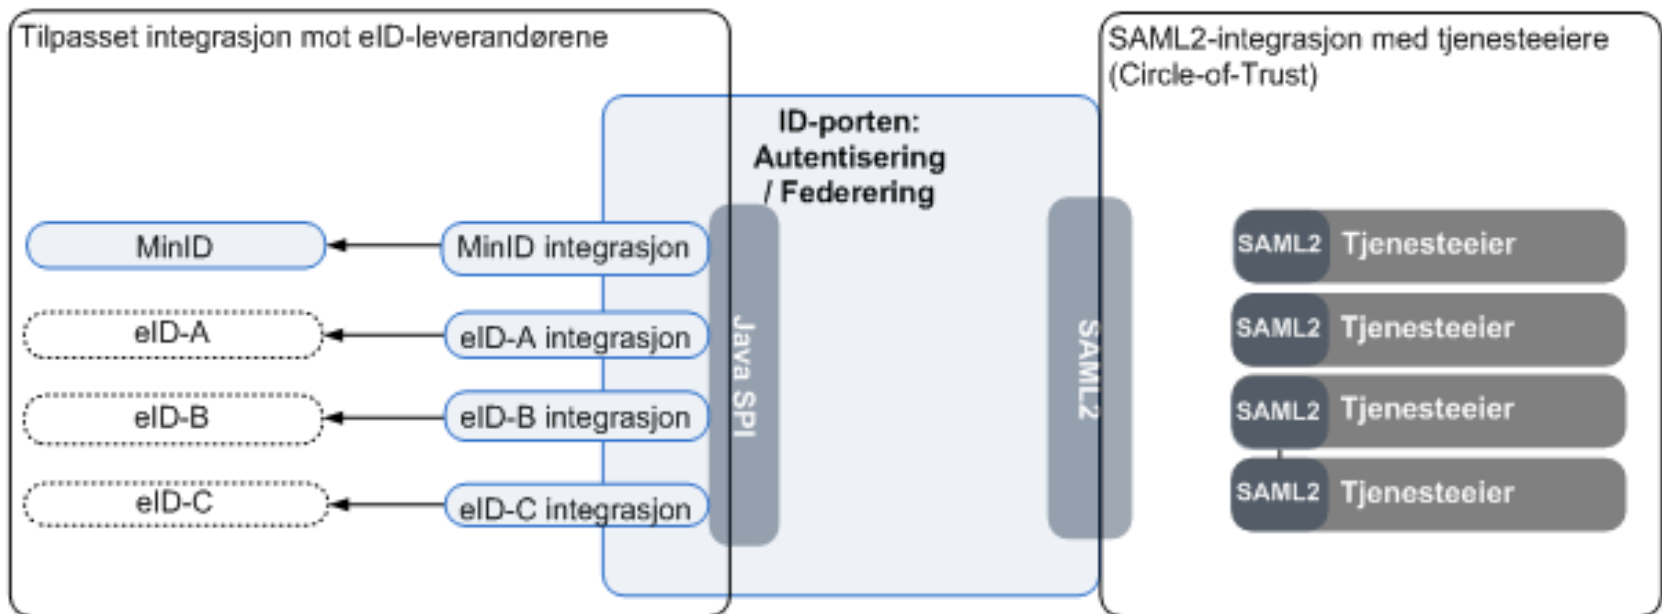 Tilpasset integrasjon mot eID-leverandørene
SAML2-integrasjon med tjenesteeiere
(Circle-of-Trust)
ID-porten:
Autentisering
/ Federering
MinID
MinID integrasjon
eID-A
eID-A integrasjon
eID-B
eID-B integrasjon
eID-C
eID-C integrasjon
Java SPI
SAML2
SAML2 Tjenesteeier
SAML2 Tjenesteeier
SAML2 Tjenesteeier
SAML2 Tjenesteeier